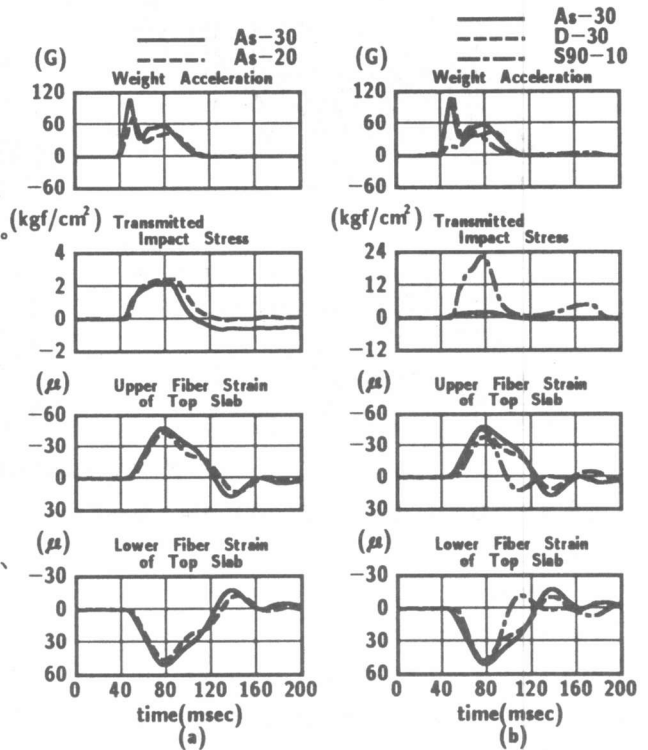 As-30
As-20
(G)
Weight Acceleration
120
60
0
-60
(kgf/cm²)
Transmitted
Impact Stress
4
2
0
-2
(μ)
Upper Fiber Strain
of Top Slab
-60
-30
0
30
(μ)
Lower Fiber Strain
of Top Slab
-30
0
30
60
0 40 80 120 160 200
time(msec)
(a)
As-30
D-30
S90-10
(G)
Weight Acceleration
120
60
0
-60
(kgf/cm²)
Transmitted
Impact Stress
24
12
0
-12
(μ)
Upper Fiber Strain
of Top Slab
-60
-30
0
30
(μ)
Lower Fiber Strain
of Top Slab
-30
0
30
60
0 40 80 120 160 200
time(msec)
(b)